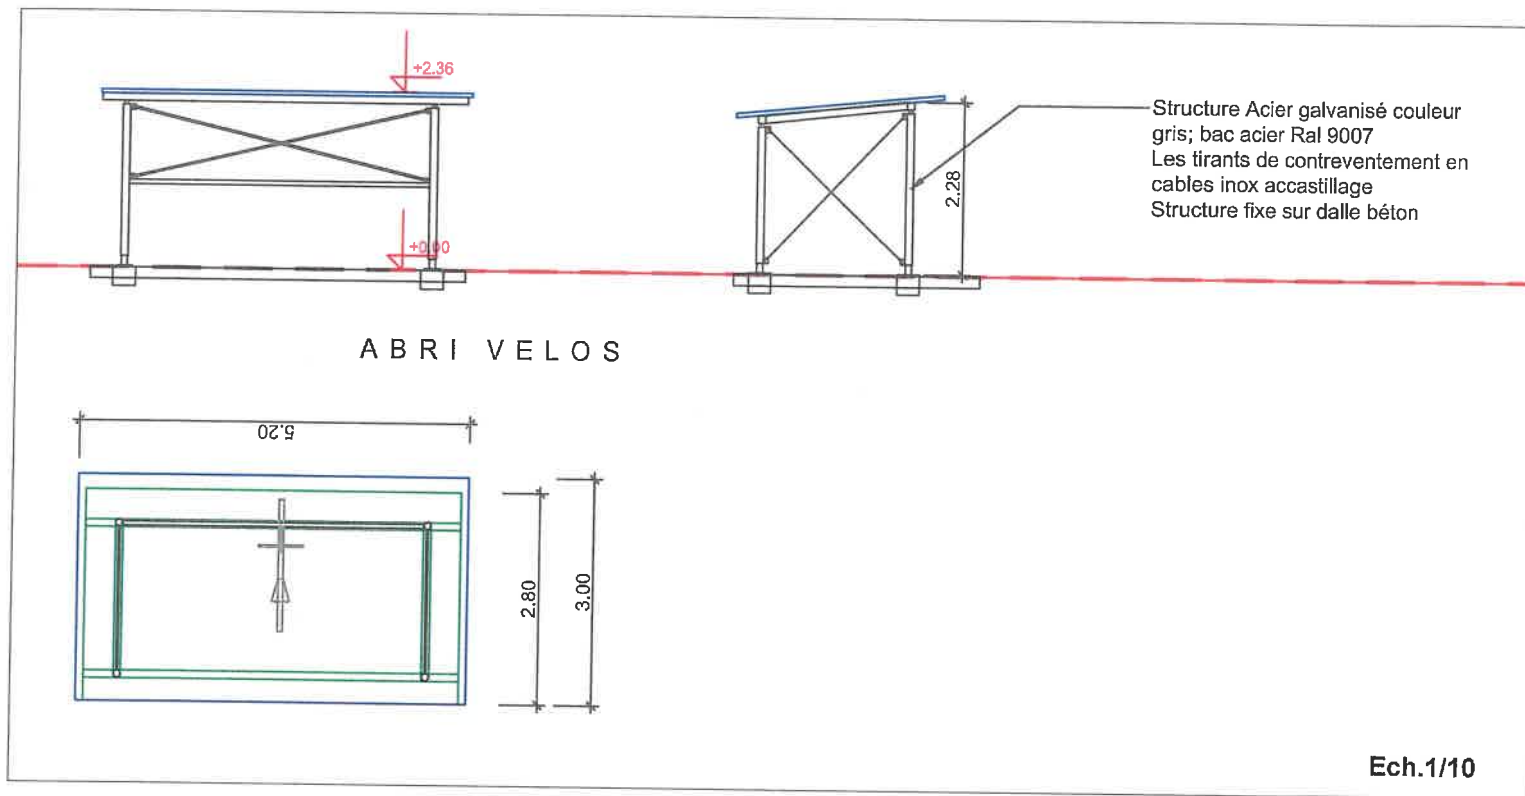 +2.36
+0.00
Structure Acier galvanisé couleur
gris; bac acier Ral 9007
Les tirants de contreventement en
cables inox accastillage
Structure fixe sur dalle béton
2.28
ABRI VELOS
5.20
2.80
3.00
Ech.1/10